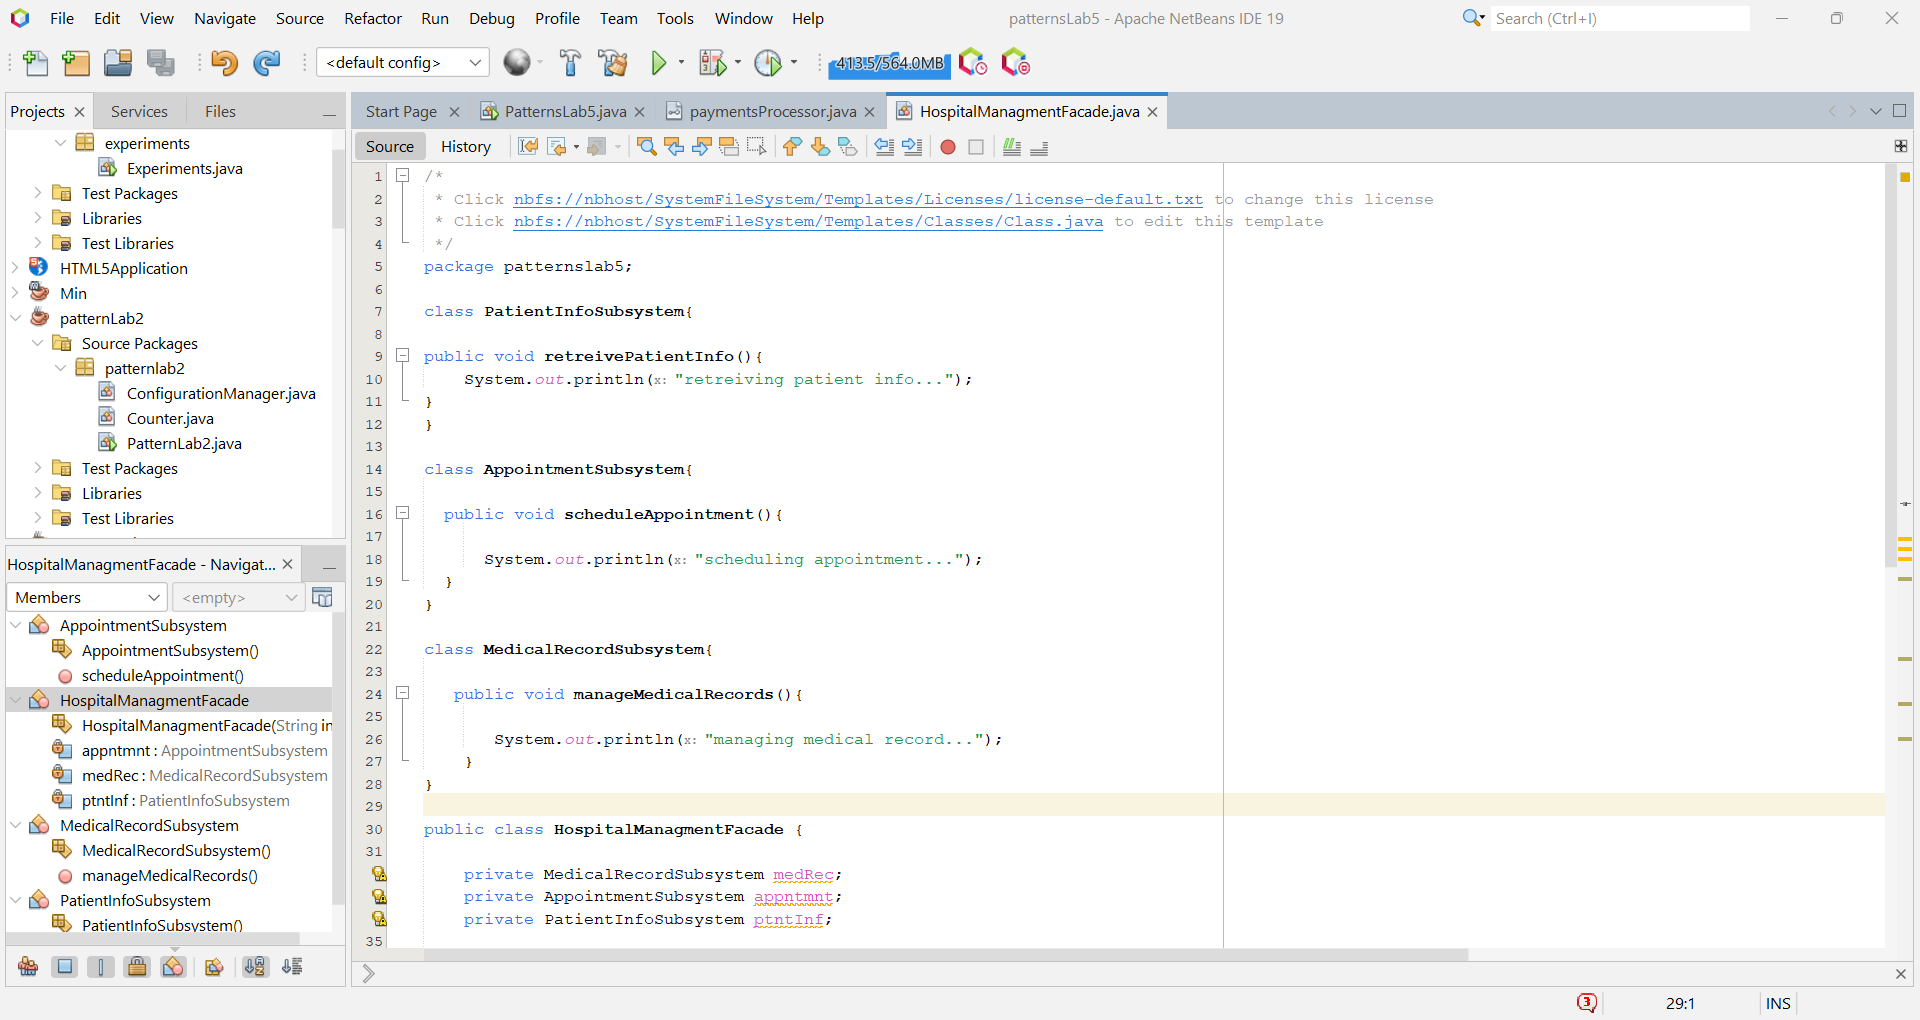 File Edit View Navigate Source Refactor Run Debug Profile Team Tools Window Help patternsLab5 - Apache NetBeans IDE 19 Search (Ctrl+I)
<default config> 413.5/564.0MB
Projects Services Files
experiments
Experiments.java
Test Packages
Libraries
Test Libraries
HTML5Application
Min
patternLab2
Source Packages
patternlab2
ConfigurationManager.java
Counter.java
PatternLab2.java
Test Packages
Libraries
Test Libraries
HospitalManagmentFacade - Navigat...
Members <empty>
AppointmentSubsystem
AppointmentSubsystem()
scheduleAppointment()
HospitalManagmentFacade
HospitalManagmentFacade(String in
appntmnt : AppointmentSubsystem
medRec : MedicalRecordSubsystem
ptntInf : PatientInfoSubsystem
MedicalRecordSubsystem
MedicalRecordSubsystem()
manageMedicalRecords()
PatientInfoSubsystem
PatientInfoSubsystem()
Start Page PatternsLab5.java paymentsProcessor.java HospitalManagmentFacade.java
Source History
1 /*
2 * Click nbfs://nbhost/SystemFileSystem/Templates/Licenses/license-default.txt to change this license
3 * Click nbfs://nbhost/SystemFileSystem/Templates/Classes/Class.java to edit this template
4 */
5 package patternslab5;
6
7 class PatientInfoSubsystem{
8
9 public void retreivePatientInfo(){
10 System.out.println(x: "retreiving patient info...");
11 }
12 }
13
14 class AppointmentSubsystem{
15
16 public void scheduleAppointment(){
17
18 System.out.println(x: "scheduling appointment...");
19 }
20 }
21
22 class MedicalRecordSubsystem{
23
24 public void manageMedicalRecords(){
25
26 System.out.println(x: "managing medical record...");
27 }
28 }
29
30 public class HospitalManagmentFacade {
31
private MedicalRecordSubsystem medRec;
private AppointmentSubsystem appntmnt;
private PatientInfoSubsystem ptntInf;
35
3 29:1 INS